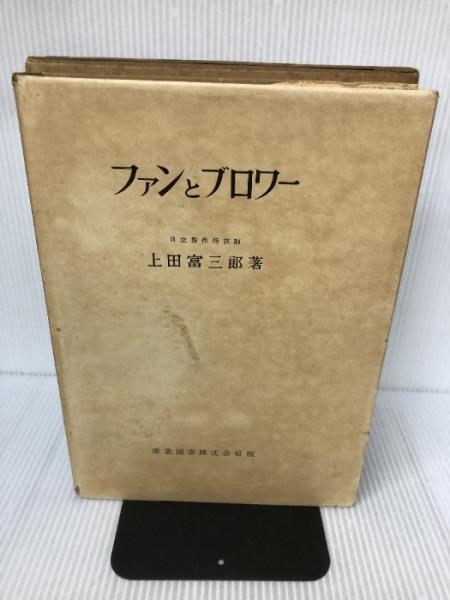 ファンとブロワー
日立製作所技師
上田富三郎著
産業図書株式会社版